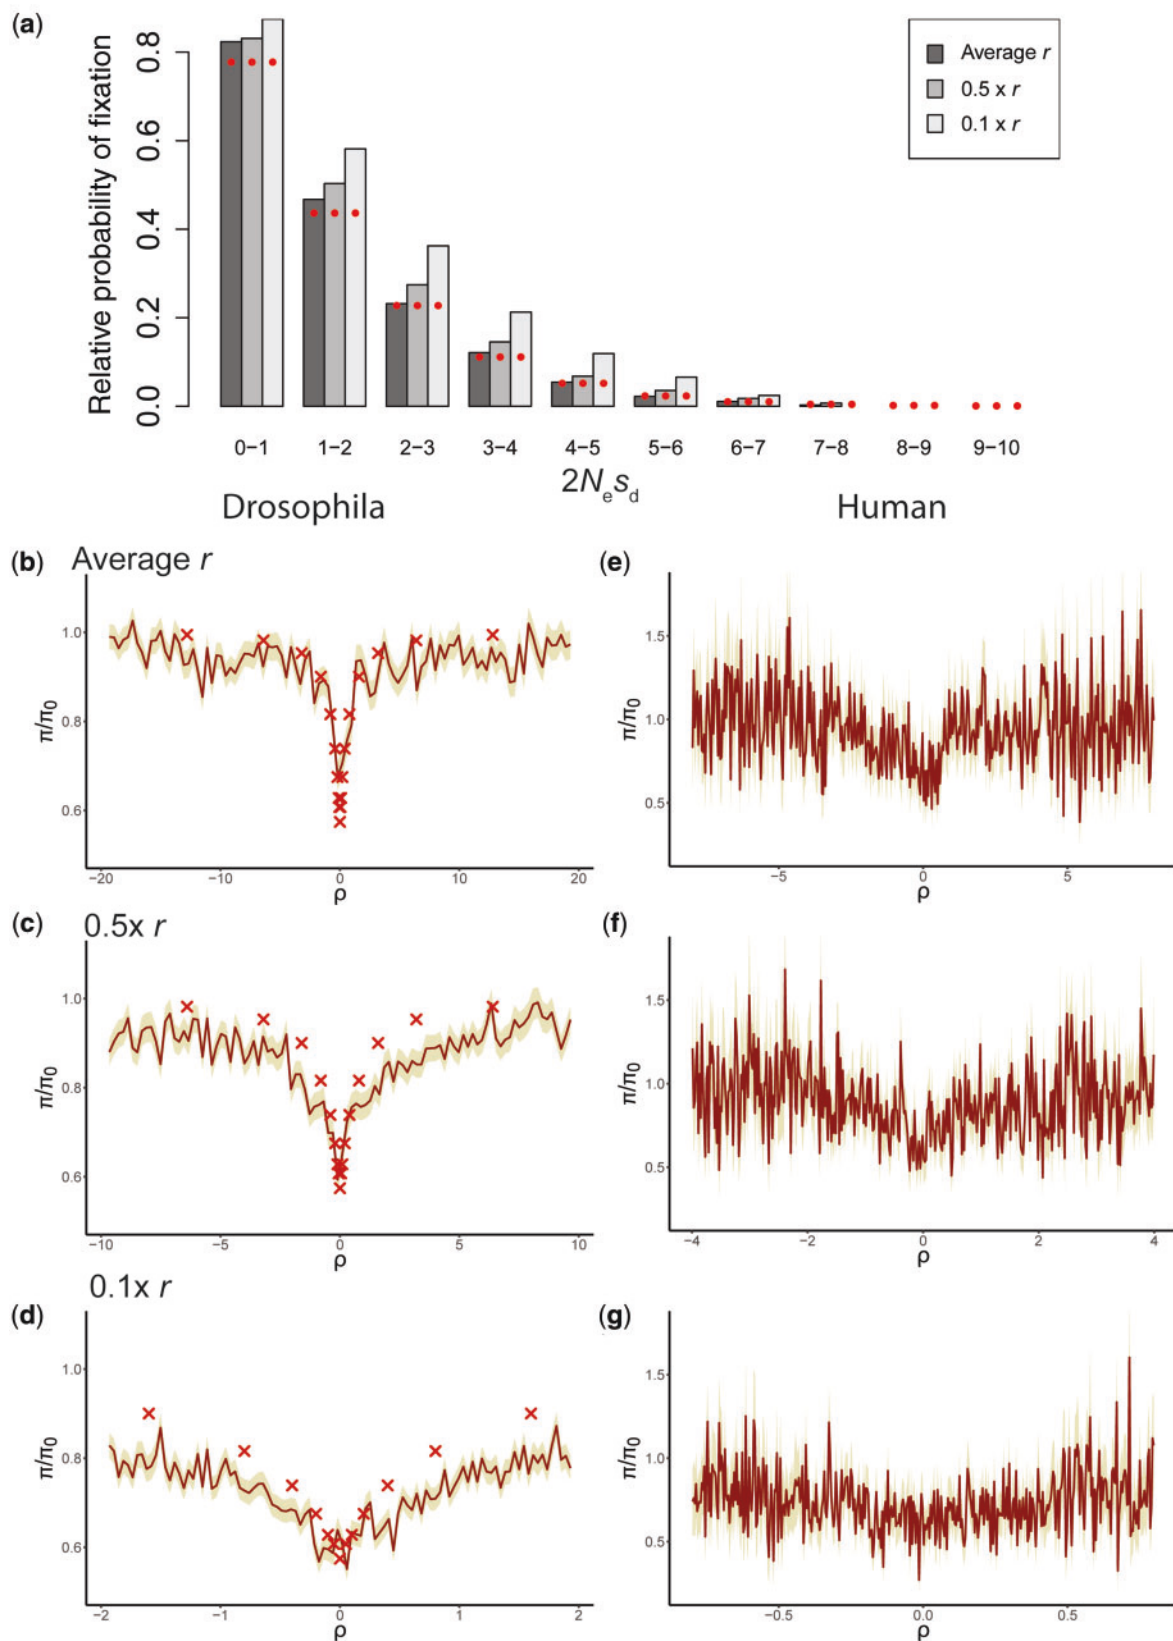 (a)
Relative probability of fixation
0.8
0.6
0.4
0.2
0.0
Average r
0.5 x r
0.1 x r
0−1 1−2 2−3 3−4 4−5 5−6 6−7 7−8 8−9 9−10
2Nₑs_d
Drosophila Human
(b) Average r
π/π₀
1.0
0.8
0.6
−20 −10 0 10 20
ρ
(e)
π/π₀
1.5
1.0
0.5
−5 0 5
ρ
(c) 0.5x r
π/π₀
1.0
0.8
0.6
−10 −5 0 5 10
ρ
(f)
π/π₀
1.5
1.0
0.5
−4 −2 0 2 4
ρ
(d) 0.1x r
π/π₀
1.0
0.8
0.6
−2 −1 0 1 2
ρ
(g)
π/π₀
1.5
1.0
0.5
−0.5 0.0 0.5
ρ